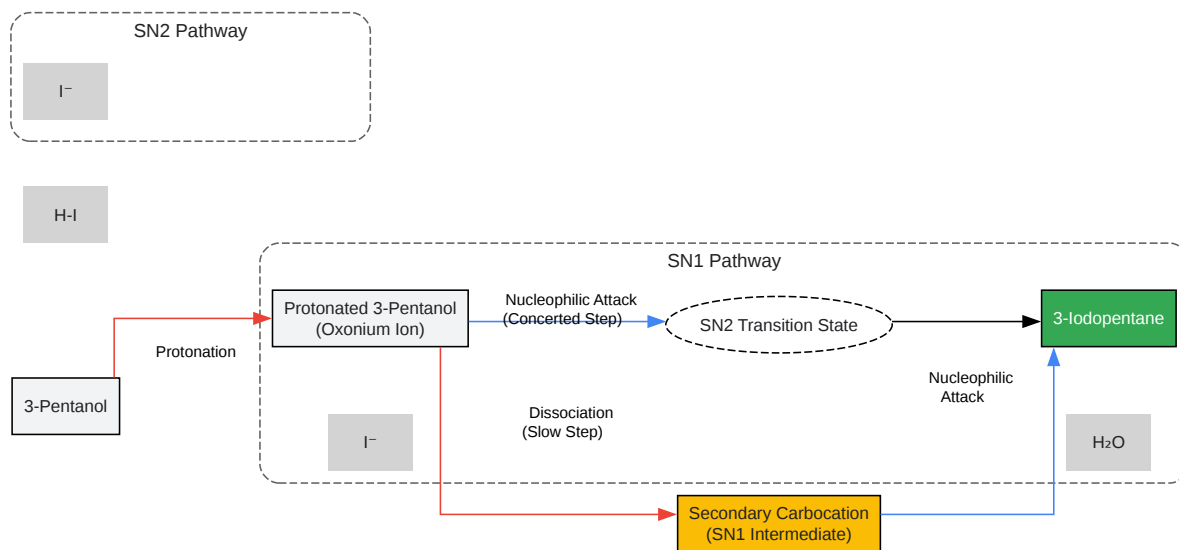 SN2 Pathway
I⁻
H-I
SN1 Pathway
Protonated 3-Pentanol
(Oxonium Ion)
Nucleophilic Attack
(Concerted Step)
SN2 Transition State
3-Iodopentane
Protonation
3-Pentanol
Nucleophilic
Attack
Dissociation
(Slow Step)
I⁻
H₂O
Secondary Carbocation
(SN1 Intermediate)